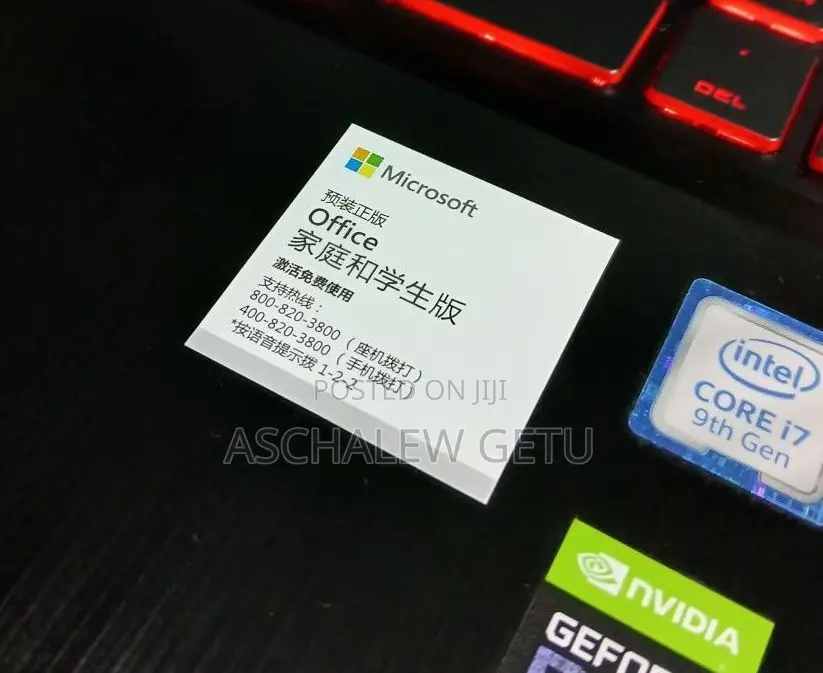 DEL
Microsoft
预装正版
Office
家庭和学生版
激活免费使用
支持热线：
800-820-3800（座机拨打）
400-820-3800（手机拨打）
*按语音提示拨 1-2-2
POSTED ON JIJI
ASCHALEW GETU
intel
CORE i7
9th Gen
NVIDIA